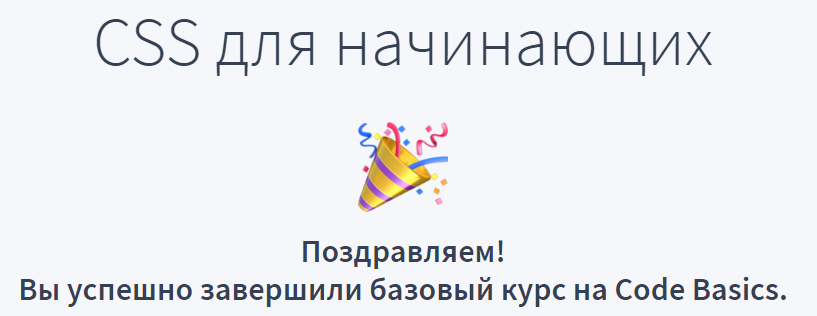 CSS для начинающих
Поздравляем!
Вы успешно завершили базовый курс на Code Basics.